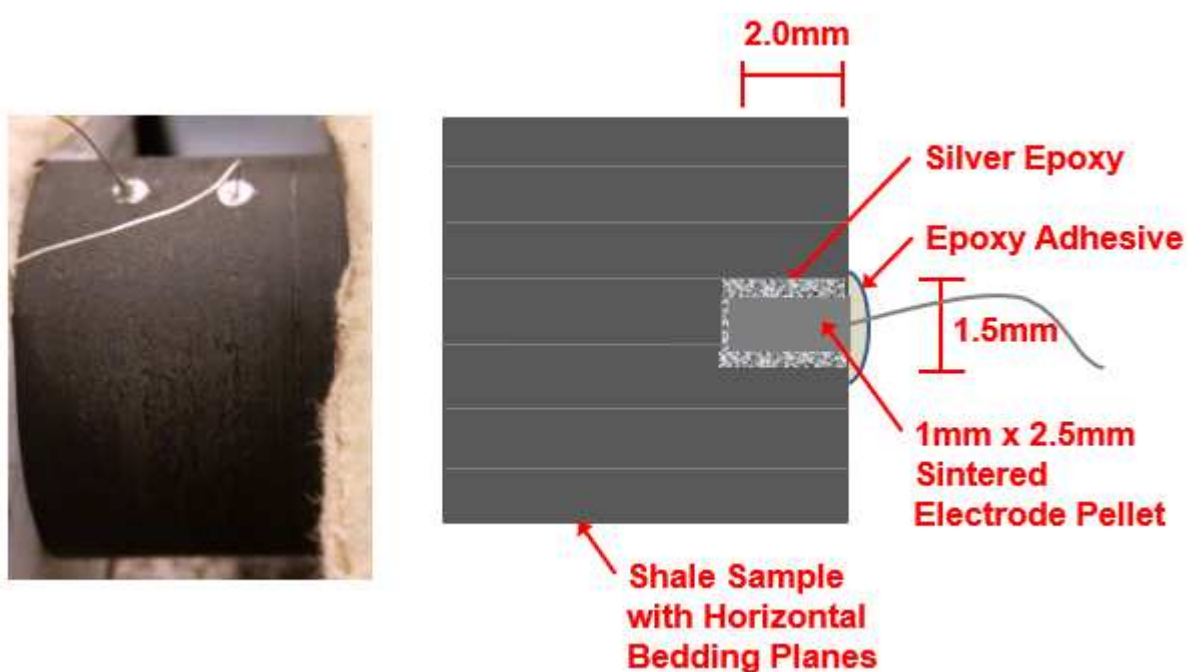 2.0mm
Silver Epoxy
Epoxy Adhesive
1.5mm
1mm x 2.5mm
Sintered
Electrode Pellet
Shale Sample
with Horizontal
Bedding Planes